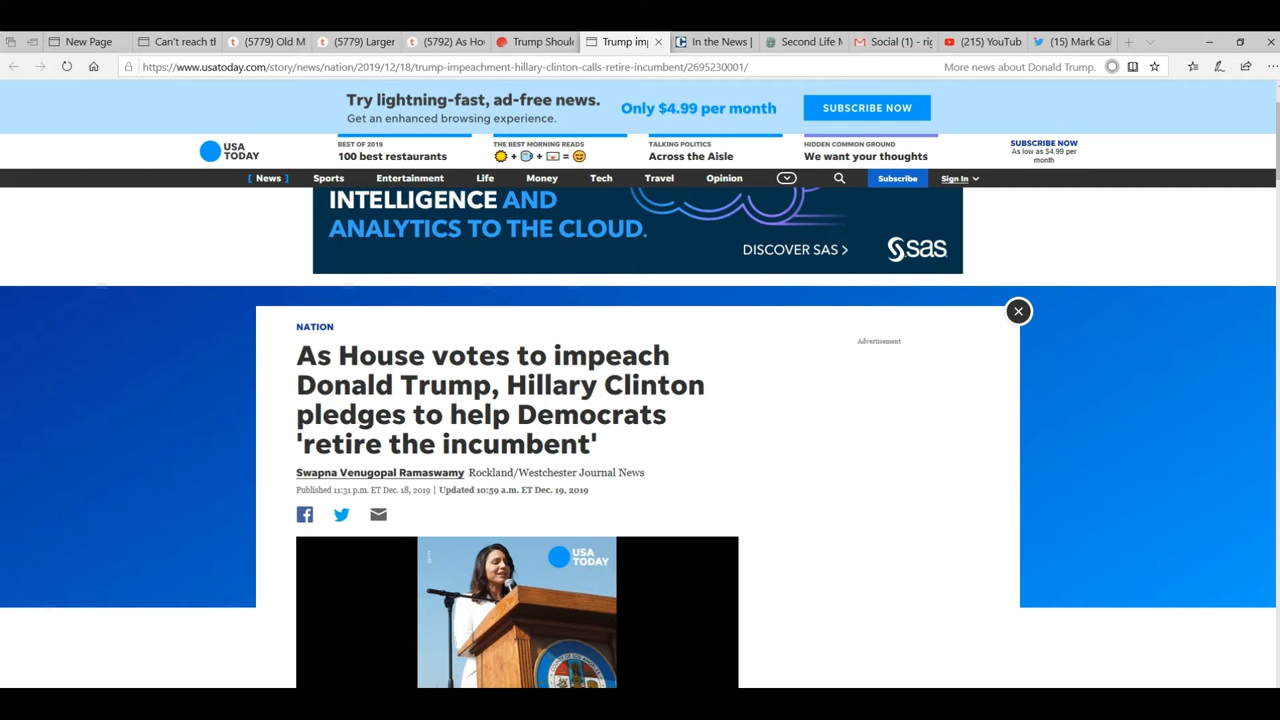 New Page
Can't reach th
(5779) Old M
(5779) Larger
(5792) As Ho
Trump Should
Trump imp
In the News |
Second Life M
Social (1) - rig
(215) YouTub
(15) Mark Gal
https://www.usatoday.com/story/news/nation/2019/12/18/trump-impeachment-hillary-clinton-calls-retire-incumbent/2695230001/
More news about Donald Trump.
Try lightning-fast, ad-free news.
Get an enhanced browsing experience.
Only $4.99 per month
SUBSCRIBE NOW
USA
TODAY
BEST OF 2019
100 best restaurants
THE BEST MORNING READS
+ + =
TALKING POLITICS
Across the Aisle
HIDDEN COMMON GROUND
We want your thoughts
SUBSCRIBE NOW
As low as $4.99 per
month
[ News ]
Sports
Entertainment
Life
Money
Tech
Travel
Opinion
Subscribe
Sign In
INTELLIGENCE AND
ANALYTICS TO THE CLOUD.
DISCOVER SAS >
sas
NATION
Advertisement
As House votes to impeach
Donald Trump, Hillary Clinton
pledges to help Democrats
'retire the incumbent'
Swapna Venugopal Ramaswamy Rockland/Westchester Journal News
Published 11:31 p.m. ET Dec. 18, 2019 | Updated 10:59 a.m. ET Dec. 19, 2019
USA
TODAY